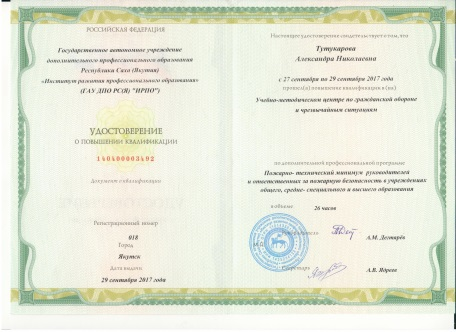 РОССИЙСКАЯ ФЕДЕРАЦИЯ
Государственное автономное учреждение
дополнительного профессионального образования
Республики Саха (Якутия)
«Институт развития профессионального образования»
(ГАУ ДПО РС(Я) "ИРПО")
УДОСТОВЕРЕНИЕ
О ПОВЫШЕНИИ КВАЛИФИКАЦИИ
140400003492
Документ о квалификации
Регистрационный номер
018
Город
Якутск
Дата выдачи
29 сентября 2017 года
Настоящее удостоверение свидетельствует о том, что
Тутукарова
Александра Николаевна
с 27 сентября по 29 сентября 2017 года
прошел(а) повышение квалификации в (на)
Учебно-методическом центре по гражданской обороне
и чрезвычайным ситуациям
по дополнительной профессиональной программе
Пожарно- технический минимум руководителей
и ответственных за пожарную безопасность в учреждениях
общего, средне- специального и высшего образования
в объёме
26 часов
Руководитель
А.М. Дегтярёв
М.П.
Секретарь
А.В. Ядреев